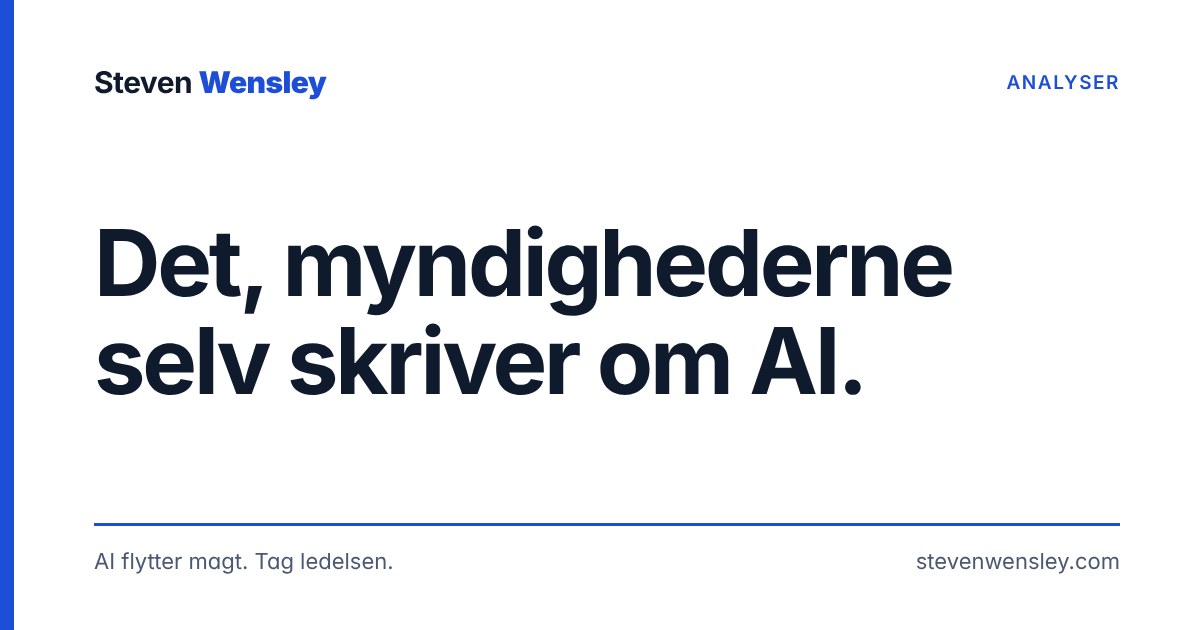 Steven Wensley
ANALYSER
Det, myndighederne
selv skriver om AI.
AI flytter magt. Tag ledelsen.
stevenwensley.com